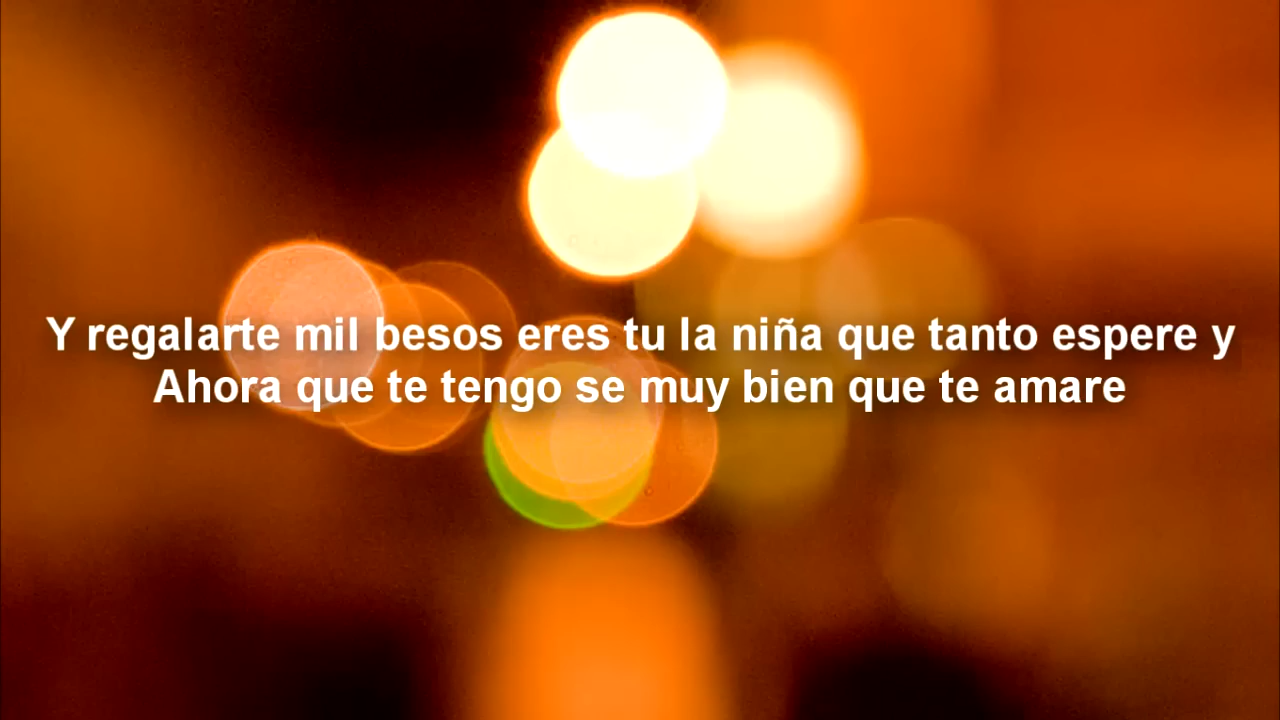 Y regalarte mil besos eres tu la niña que tanto espere y
Ahora que te tengo se muy bien que te amare